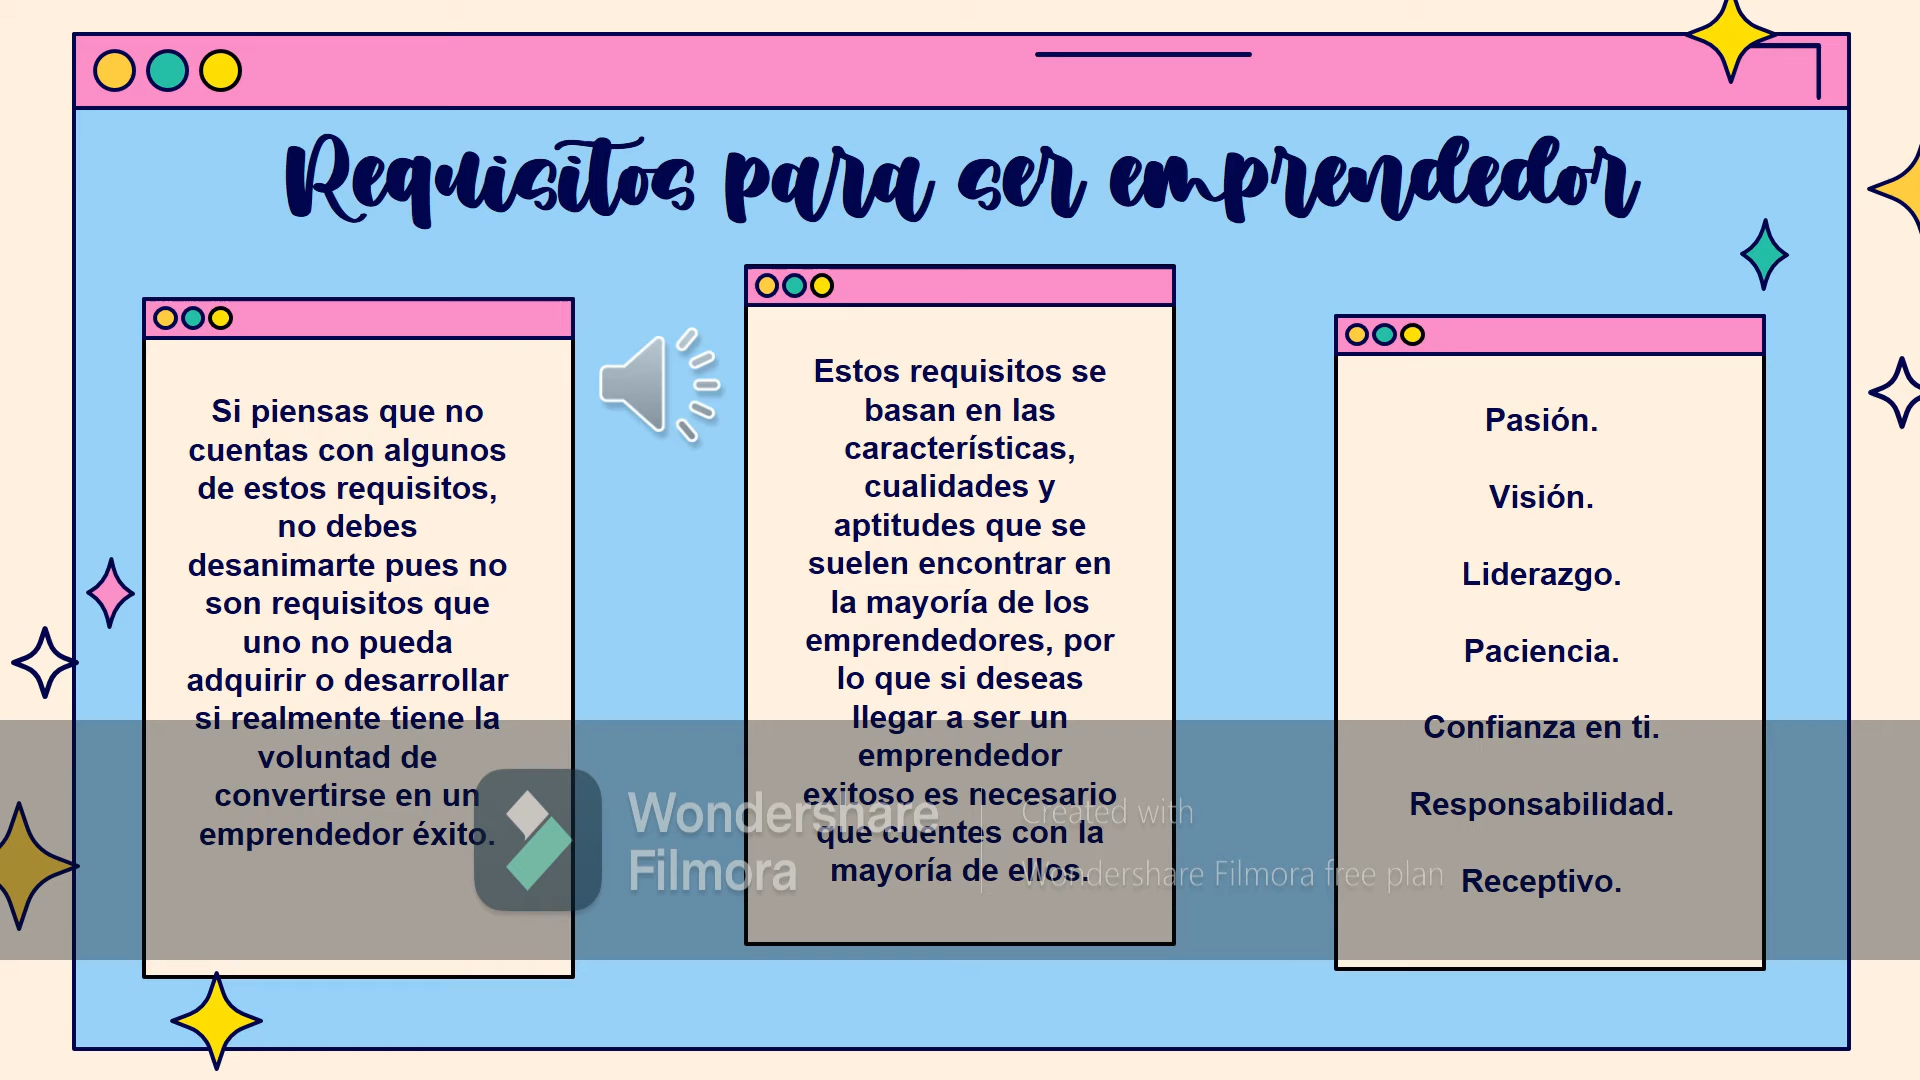 Requisitos para ser emprendedor
Si piensas que no
cuentas con algunos
de estos requisitos,
no debes
desanimarte pues no
son requisitos que
uno no pueda
adquirir o desarrollar
si realmente tiene la
voluntad de
convertirse en un
emprendedor éxito.
Estos requisitos se
basan en las
características,
cualidades y
aptitudes que se
suelen encontrar en
la mayoría de los
emprendedores, por
lo que si deseas
llegar a ser un
emprendedor
exitoso es necesario
que cuentes con la
mayoría de ellos.
Pasión.
Visión.
Liderazgo.
Paciencia.
Confianza en ti.
Responsabilidad.
Receptivo.
Wondershare
Filmora
Created with
Wondershare Filmora free plan